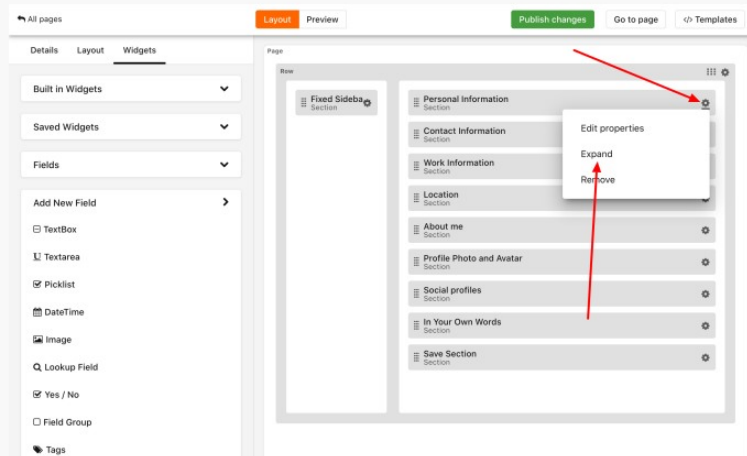 All pages
Layout Preview
Publish changes Go to page </> Templates
Details Layout Widgets
Built in Widgets
Saved Widgets
Fields
Add New Field
TextBox
Textarea
Picklist
DateTime
Image
Lookup Field
Yes / No
Field Group
Tags
Page
Row
Fixed Sideba
Section
Personal Information
Section
Contact Information
Section
Work Information
Section
Location
Section
About me
Section
Profile Photo and Avatar
Section
Social profiles
Section
In Your Own Words
Section
Save Section
Section
Edit properties
Expand
Remove